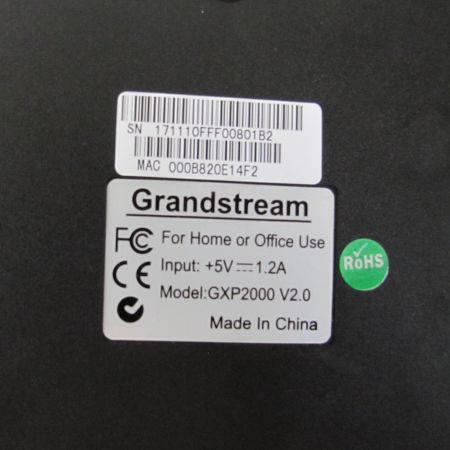 SN 171110FFF00801B2
MAC 000B820E14F2
Grandstream
FC For Home or Office Use
CE Input: +5V⎓1.2A
Model:GXP2000 V2.0
Made In China
RoHS